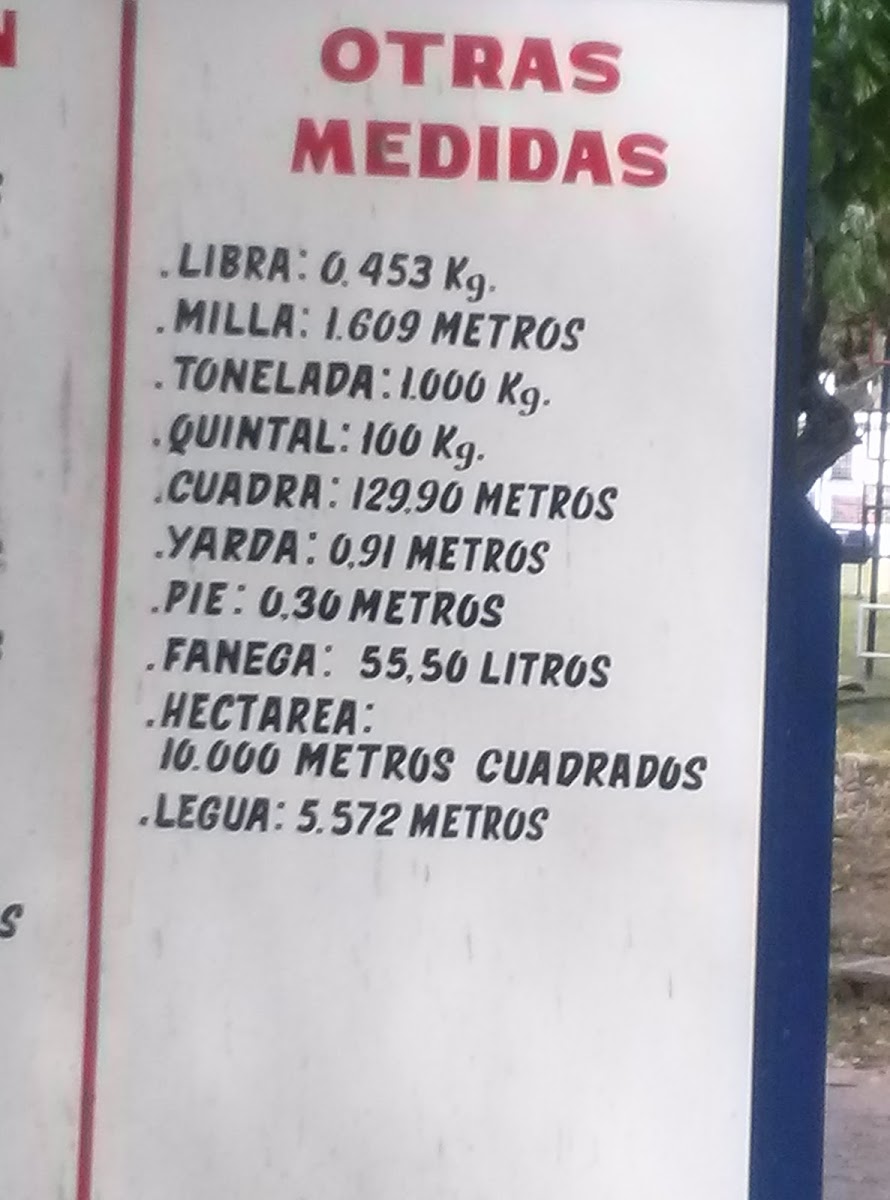 N
OTRAS
MEDIDAS
.LIBRA: 0.453 Kg.
.MILLA: 1.609 METROS
.TONELADA: 1.000 Kg.
.QUINTAL: 100 Kg.
.CUADRA: 129,90 METROS
.YARDA: 0,91 METROS
.PIE: 0,30 METROS
.FANEGA: 55,50 LITROS
.HECTAREA:
10.000 METROS CUADRADOS
.LEGUA: 5.572 METROS
S